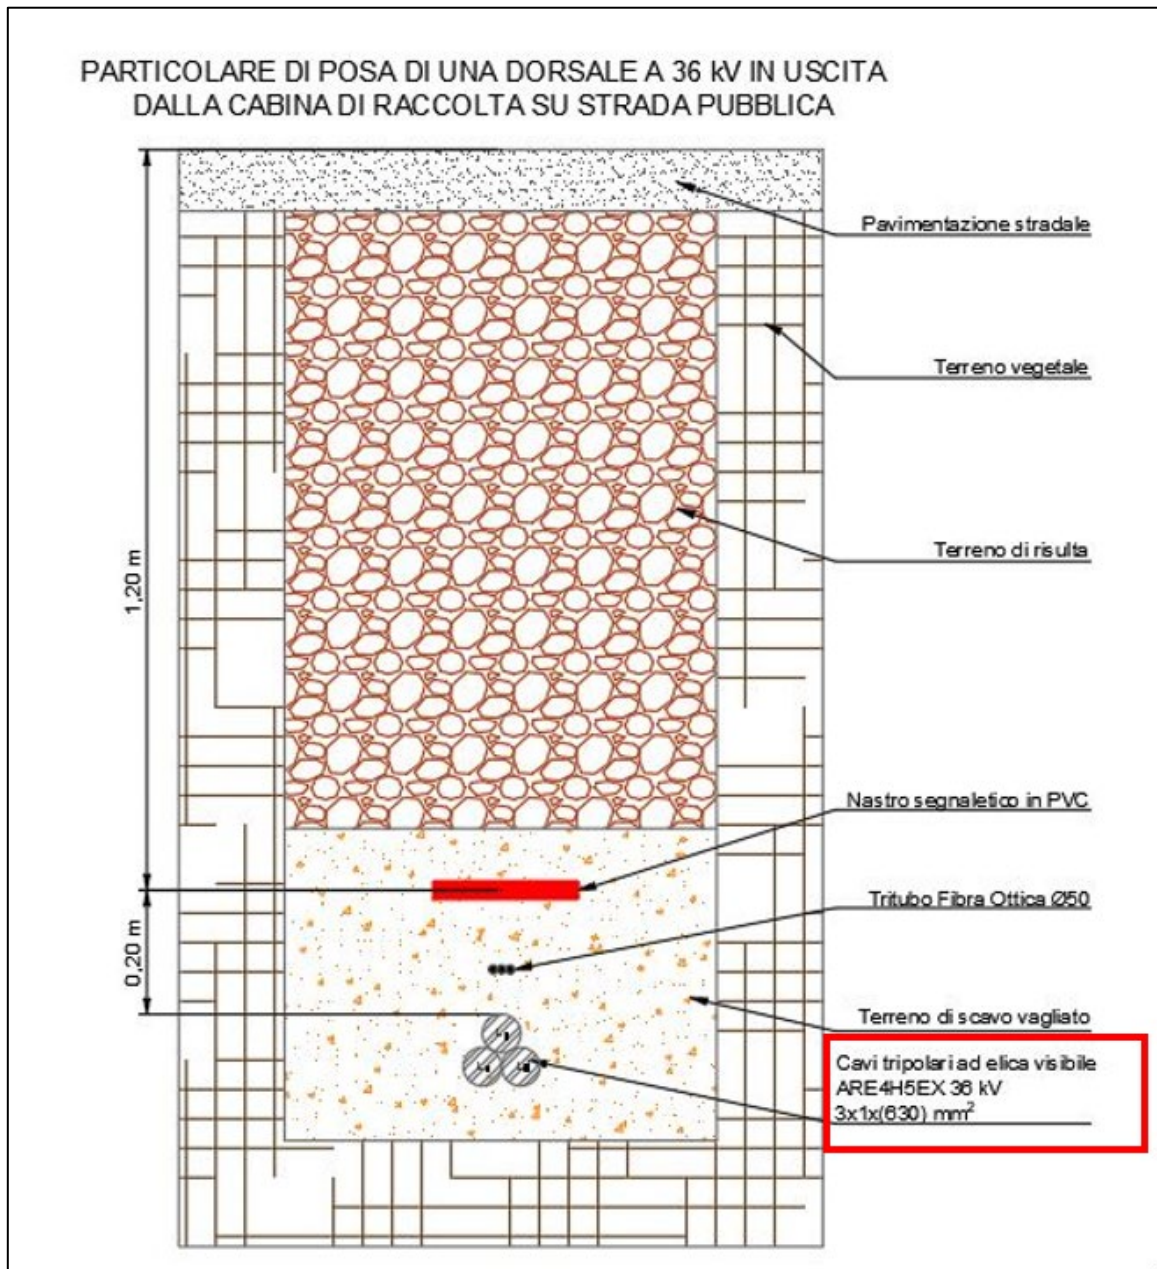 PARTICOLARE DI POSA DI UNA DORSALE A 36 kV IN USCITA
DALLA CABINA DI RACCOLTA SU STRADA PUBBLICA
Pavimentazione stradale
Terreno vegetale
Terreno di risulta
1,20 m
Nastro segnaletico in PVC
Tritubo Fibra Ottica Ø50
0,20 m
Terreno di scavo vagliato
Cavi tripolari ad elica visibile
ARE4H5EX 36 kV
3x1x(630) mm²